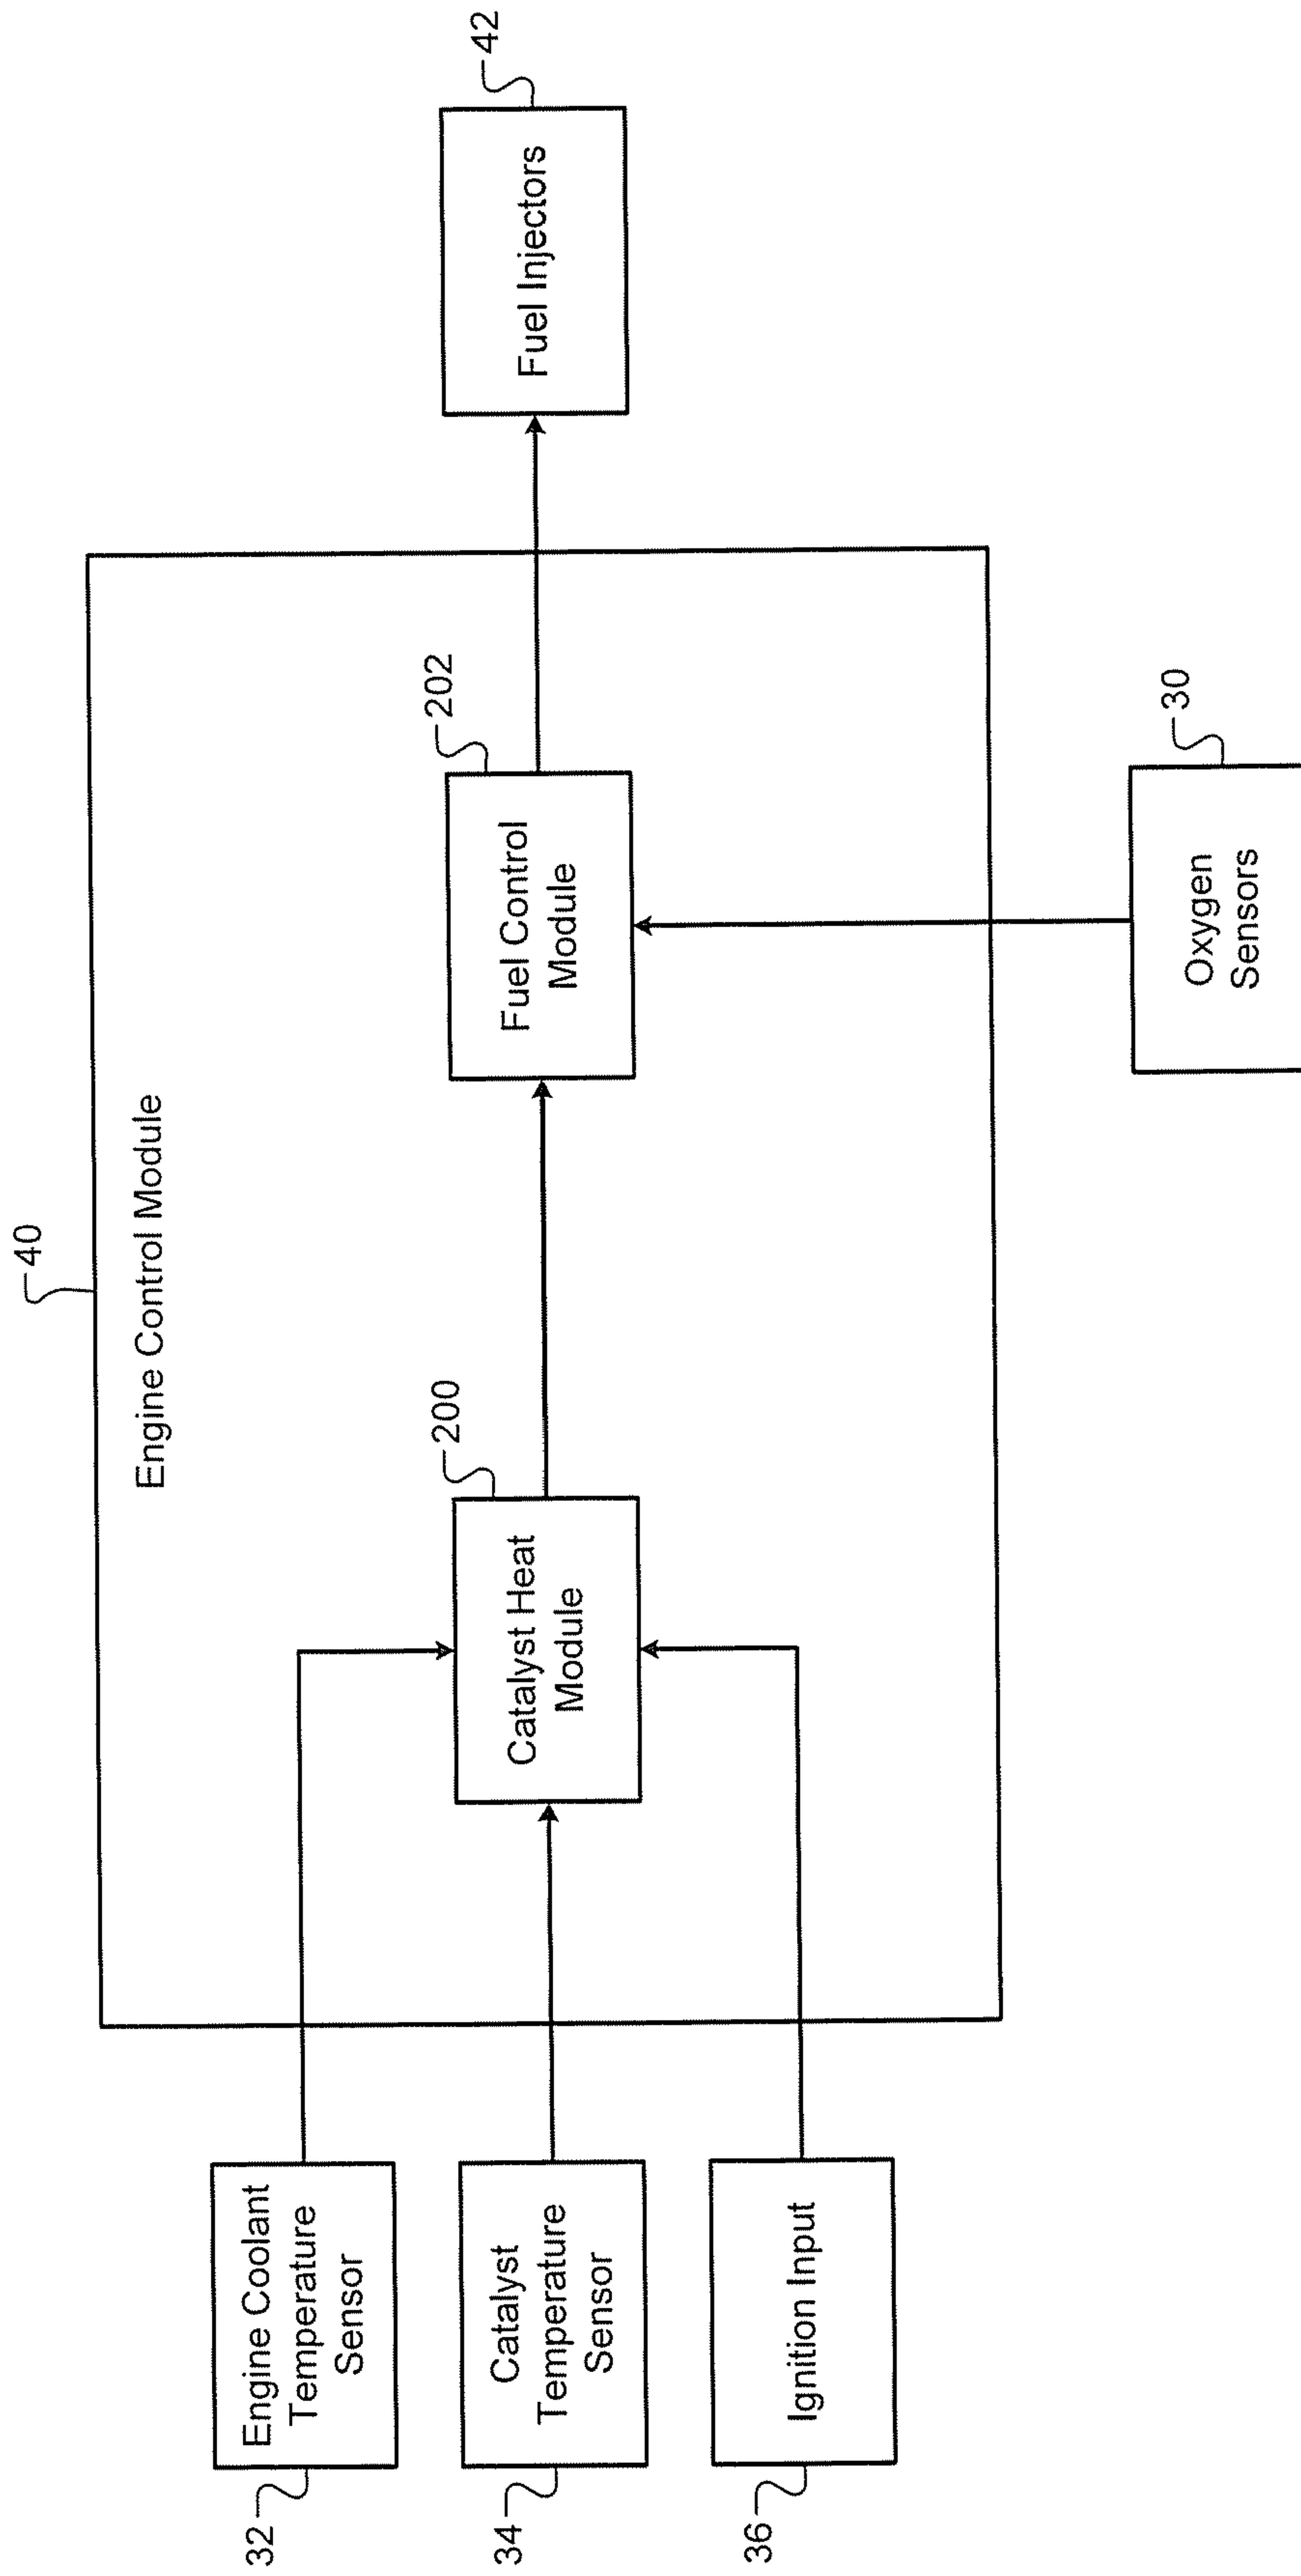 40
Engine Control Module
32
Engine Coolant
Temperature
Sensor
34
Catalyst
Temperature
Sensor
36
Ignition Input
200
Catalyst Heat
Module
202
Fuel Control
Module
42
Fuel Injectors
30
Oxygen
Sensors